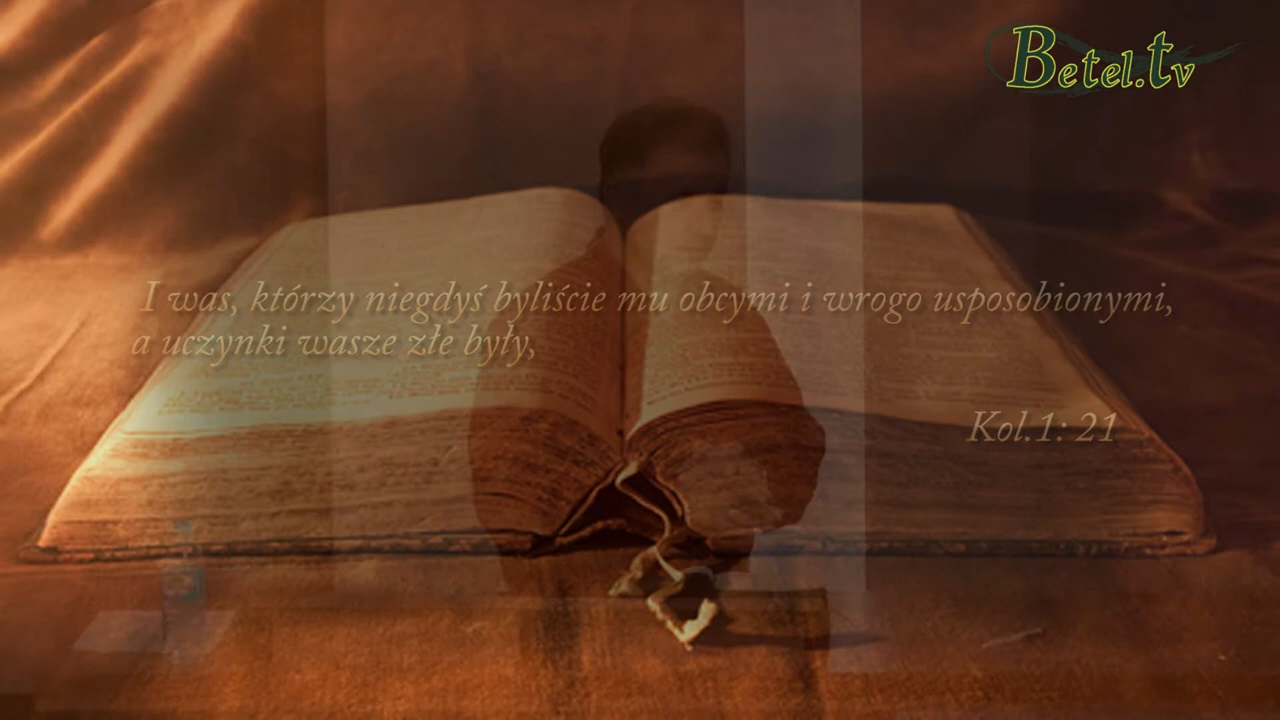 Betel.tv
I was, którzy niegdyś byliście mu obcymi i wrogo usposobionymi,
a uczynki wasze złe były,
Kol.1: 21